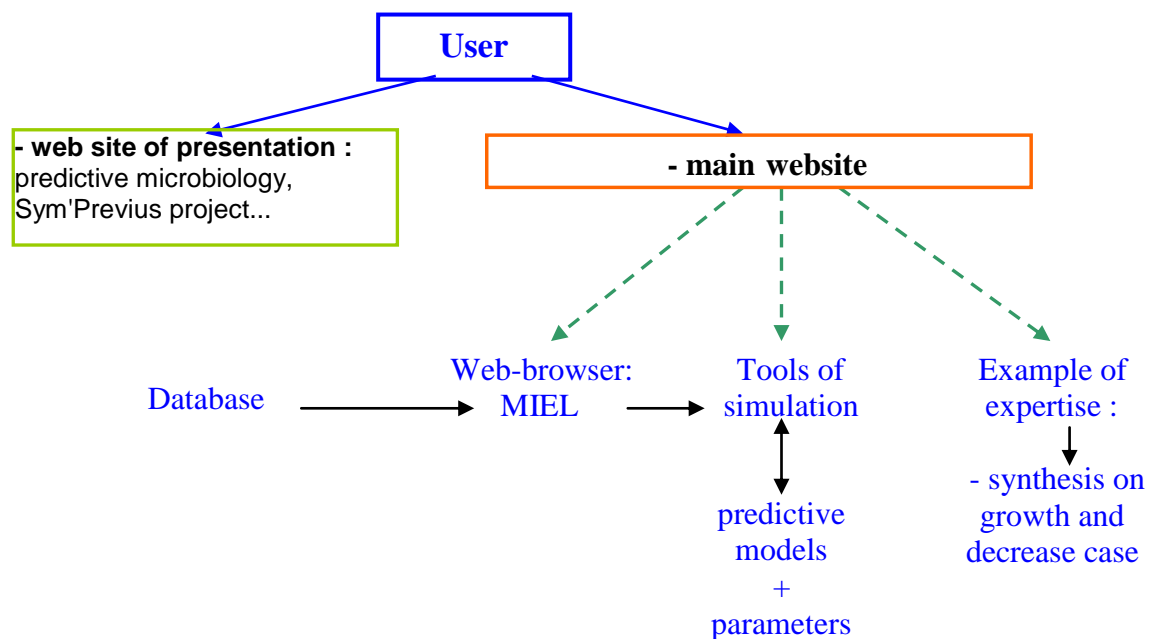 User
- web site of presentation :
predictive microbiology,
Sym'Previus project...
- main website
Database
Web-browser:
MIEL
Tools of
simulation
Example of
expertise :
predictive
models
+
parameters
- synthesis on
growth and
decrease case